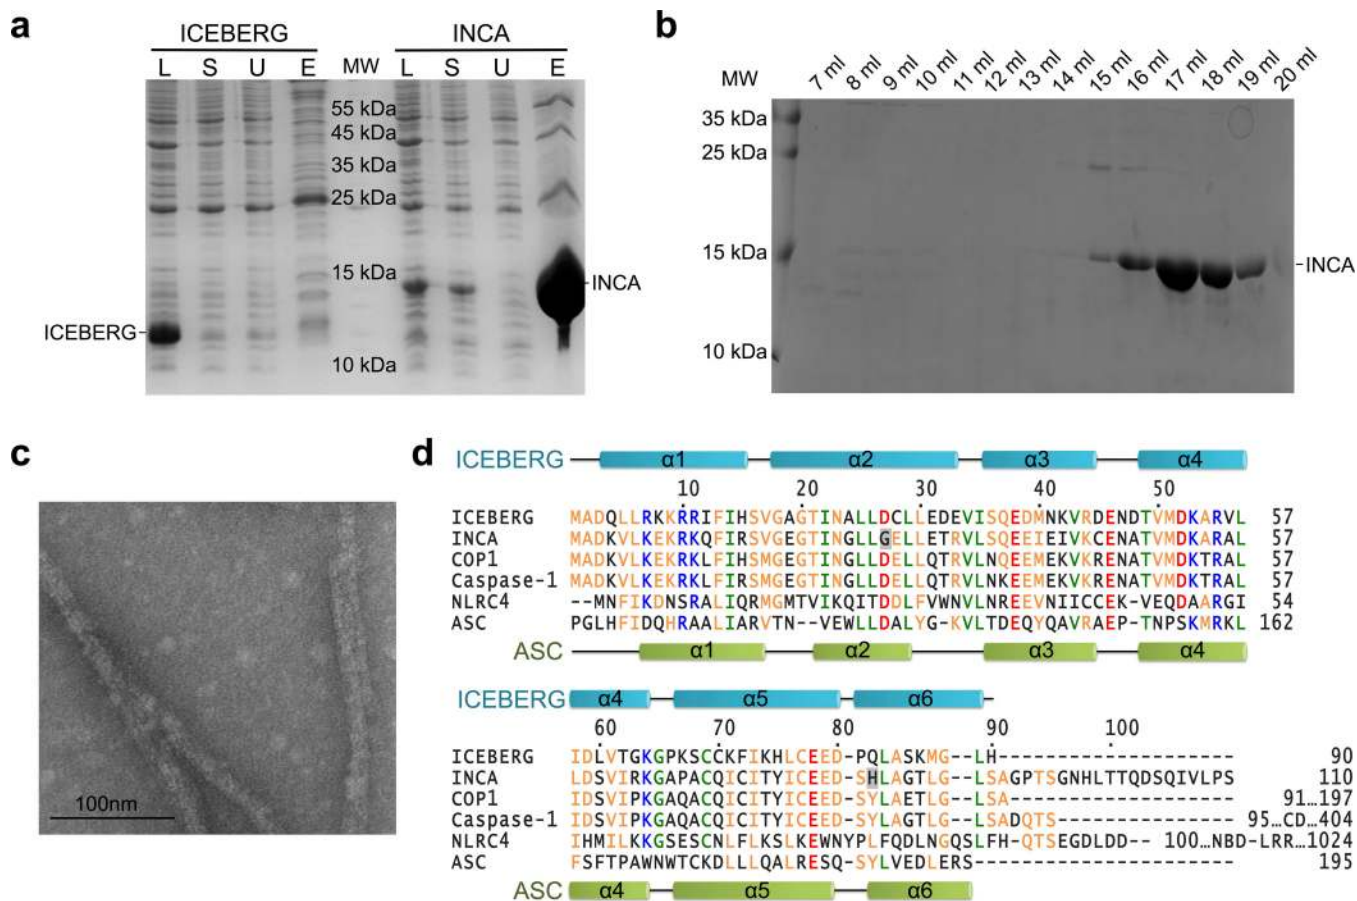 a
ICEBERG INCA
L S U E MW L S U E
55 kDa
45 kDa
35 kDa
25 kDa
15 kDa
10 kDa
ICEBERG
INCA
b
MW 7 ml 8 ml 9 ml 10 ml 11 ml 12 ml 13 ml 14 ml 15 ml 16 ml 17 ml 18 ml 19 ml 20 ml
35 kDa
25 kDa
15 kDa
10 kDa
INCA
c
100nm
d
ICEBERG α1 α2 α3 α4
10 20 30 40 50
ICEBERG MADQLLRKKRRIFIHSVGAGTINALLDCLLEDEVISQEDMNKVRDENDTVMDKARVL 57
INCA MADKVLKEKRKQFIRSVGEGTINGLLGELLETRVLSQEEIEIVKCENATVMDKARAL 57
COP1 MADKVLKEKRKLFIRSMGEGTINGLLDELLQTRVLNQEEMEKVKRENATVMDKTRAL 57
Caspase-1 MADKVLKEKRKLFIRSMGEGTINGLLDELLQTRVLNKEEMEKVKRENATVMDKTRAL 57
NLRC4 --MNFIKDNSRALIQRMGMTVIKQITDDLFVWNVLNREEVNIICCEK-VEQDAARGI 54
ASC PGLHFIDQHRAALIARVTN--VEWLLDALYG-KVLTDEQYQAVRAEP-TNPSKMRKL 162
ASC α1 α2 α3 α4
ICEBERG α4 α5 α6
60 70 80 90 100
ICEBERG IDLVTGKGPKSCCKFIKHLCEED-PQLASKMG--LH--------------------- 90
INCA LDSVIRKGAPACQICITYICEED-SHLAGTLG--LSAGPTSGNHLTTQDSQIVLPS 110
COP1 IDSVIPKGAQACQICITYICEED-SYLAETLG--LSA-------------------- 91…197
Caspase-1 IDSVIPKGAQACQICITYICEED-SYLAGTLG--LSADQTS---------------- 95…CD…404
NLRC4 IHMILKKGSESCNLFLKSLKEWNYPLFQDLNGQSLFH-QTSEGDLDD-- 100…NBD-LRR…1024
ASC FSFTPAWNWTCKDLLLQALRESQ-SYLVEDLERS----------------------- 195
ASC α4 α5 α6